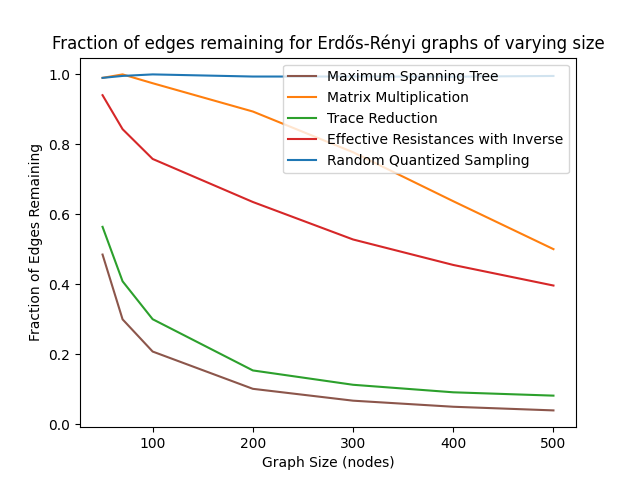 Fraction of edges remaining for Erdős-Rényi graphs of varying size
1.0
0.8
0.6
0.4
0.2
0.0
Fraction of Edges Remaining
Maximum Spanning Tree
Matrix Multiplication
Trace Reduction
Effective Resistances with Inverse
Random Quantized Sampling
100
200
300
400
500
Graph Size (nodes)